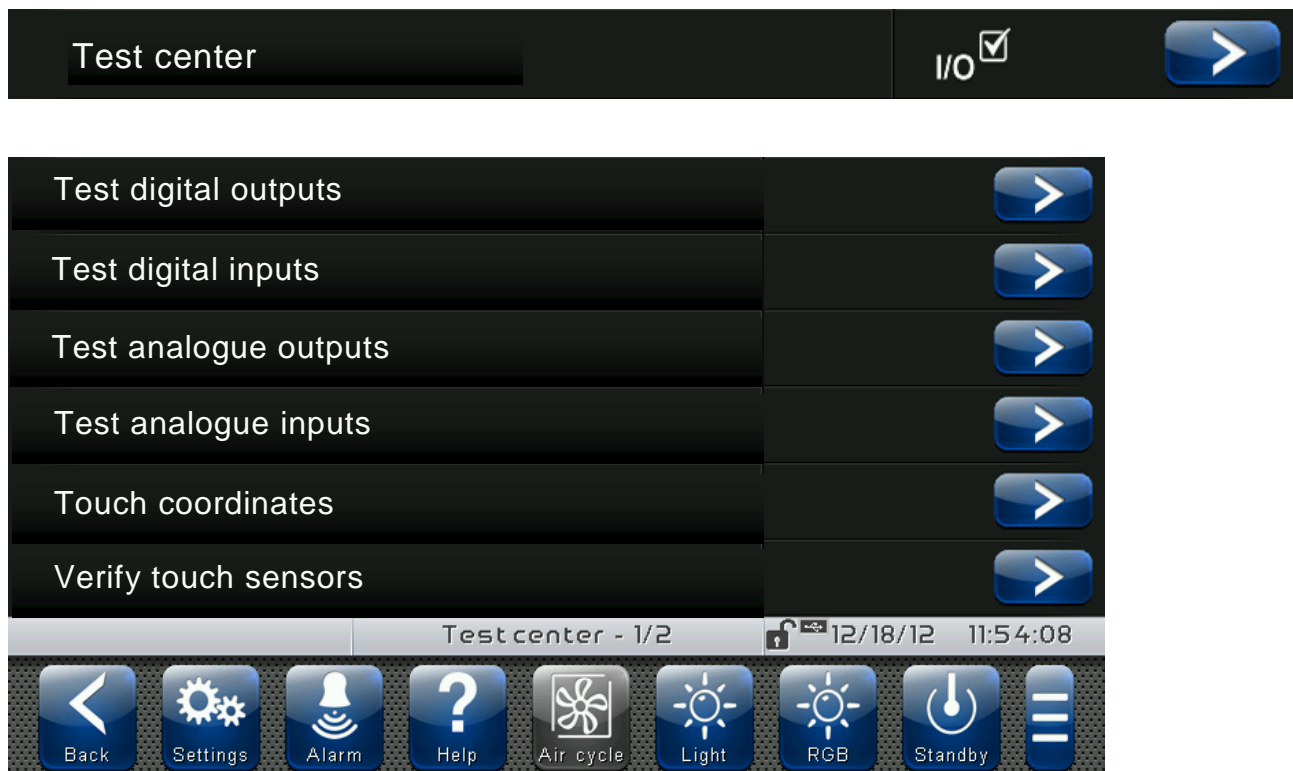 Test center
I/O
Test digital outputs
Test digital inputs
Test analogue outputs
Test analogue inputs
Touch coordinates
Verify touch sensors
Test center - 1/2 12/18/12 11:54:08
Back Settings Alarm Help Air cycle Light RGB Standby